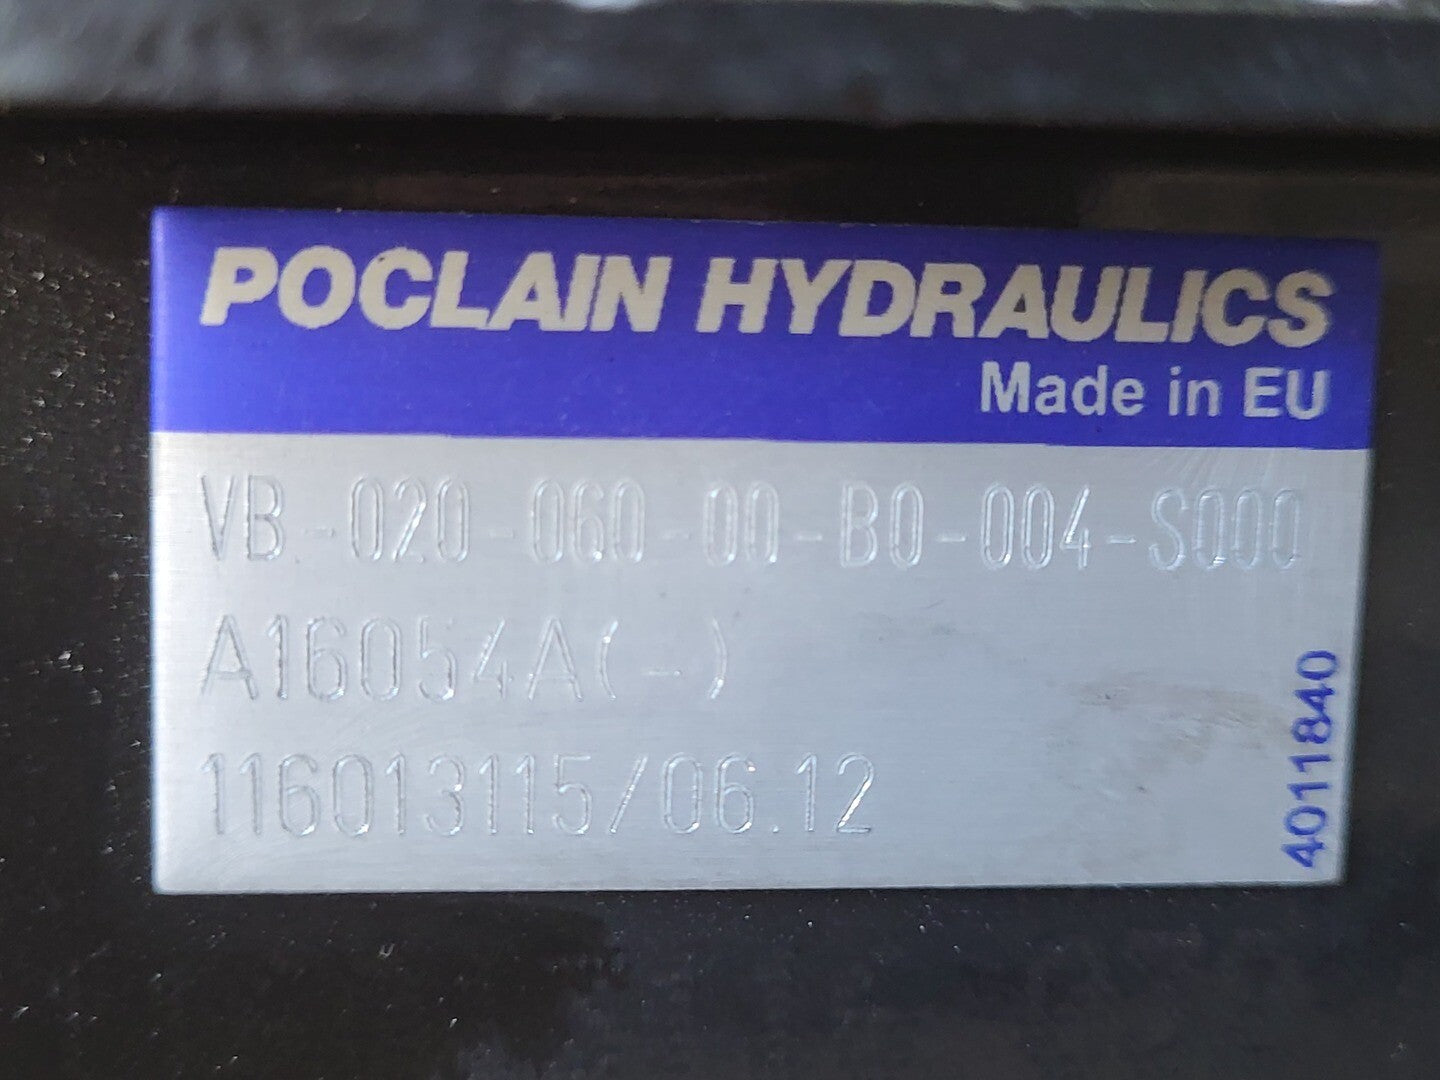 POCLAIN HYDRAULICS
Made in EU
VB-020-060-00-B0-004-S000
A16054A(-)
116013115/06.12
4011840